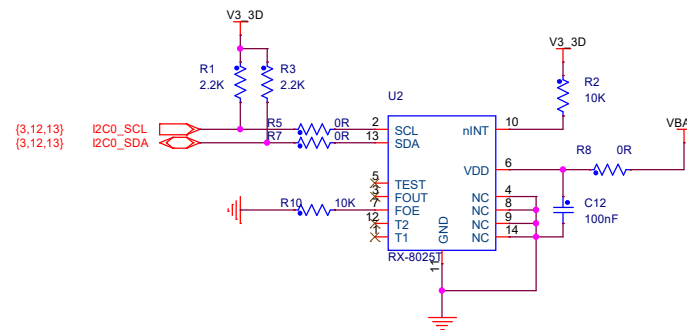 V3_3D
V3_3D
R1
2.2K
R3
2.2K
U2
R2
10K
{3,12,13} I2C0_SCL R5 0R 2 SCL nINT 10
{3,12,13} I2C0_SDA R7 0R 13 SDA
VBA
VDD 6 R8 0R
5 TEST
3 FOUT NC 4
R10 10K 7 FOE NC 8
12 T2 NC 9
1 T1 NC 14
C12
100nF
GND
11
RX-8025T